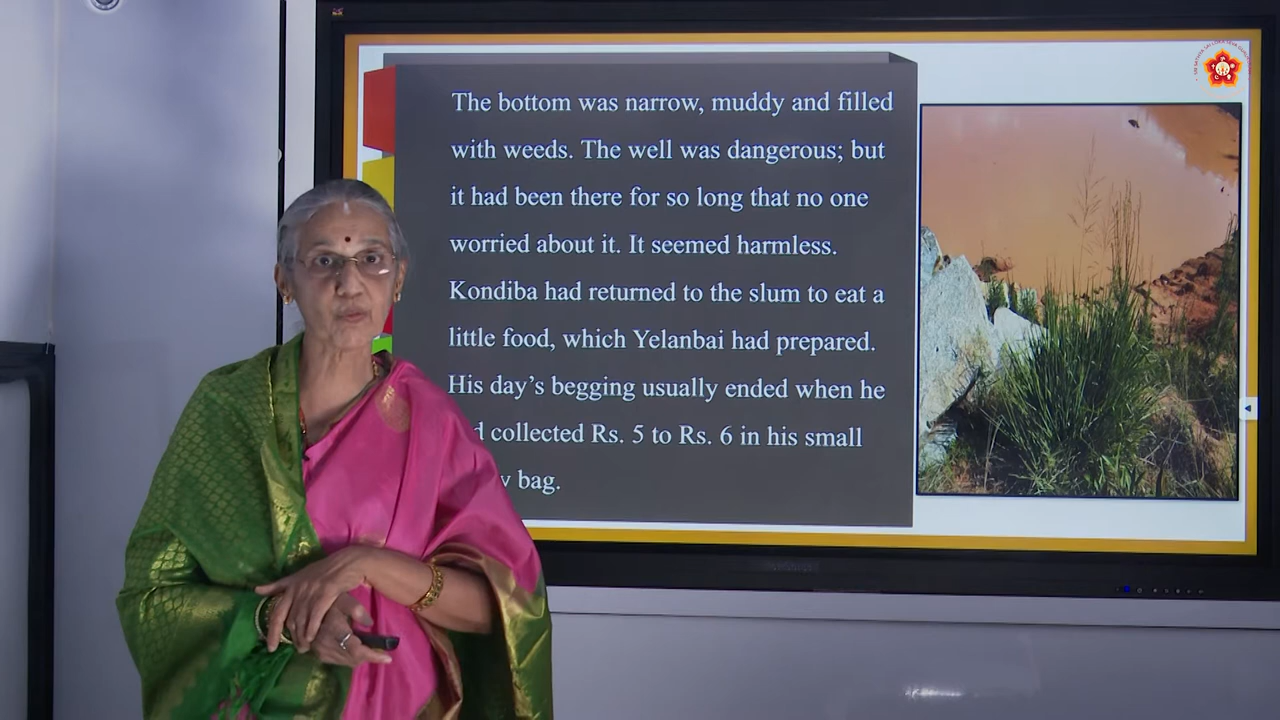 The bottom was narrow, muddy and filled
with weeds. The well was dangerous; but
it had been there for so long that no one
worried about it. It seemed harmless.
Kondiba had returned to the slum to eat a
little food, which Yelanbai had prepared.
His day’s begging usually ended when he
collected Rs. 5 to Rs. 6 in his small
bag.